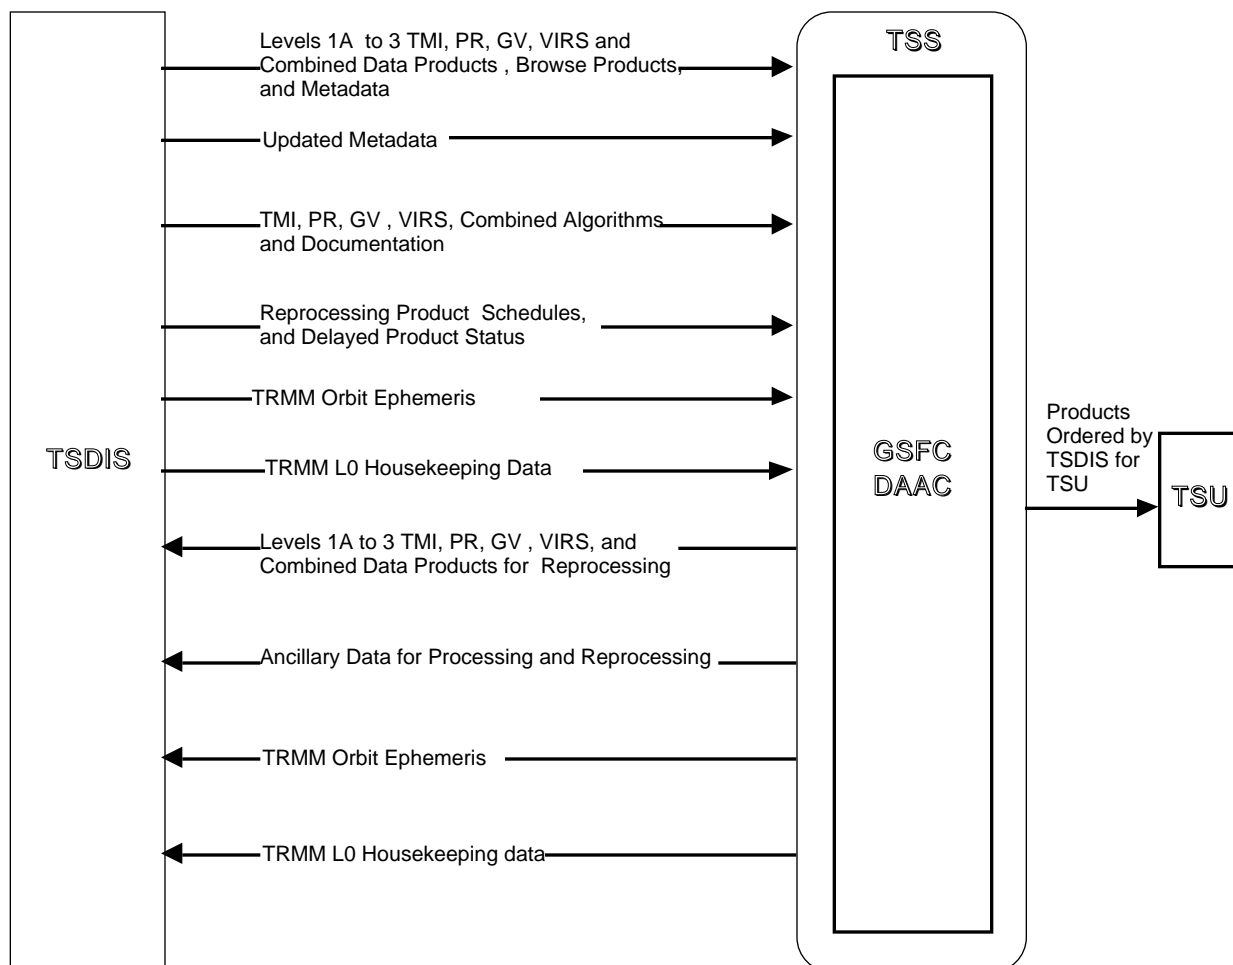 TSS
Levels 1A to 3 TMI, PR, GV, VIRS and
Combined Data Products , Browse Products,
and Metadata
Updated Metadata
TMI, PR, GV , VIRS, Combined Algorithms
and Documentation
Reprocessing Product Schedules,
and Delayed Product Status
TRMM Orbit Ephemeris
TSDIS
TRMM L0 Housekeeping Data
GSFC
DAAC
Products
Ordered by
TSDIS for
TSU
TSU
Levels 1A to 3 TMI, PR, GV , VIRS, and
Combined Data Products for Reprocessing
Ancillary Data for Processing and Reprocessing
TRMM Orbit Ephemeris
TRMM L0 Housekeeping data